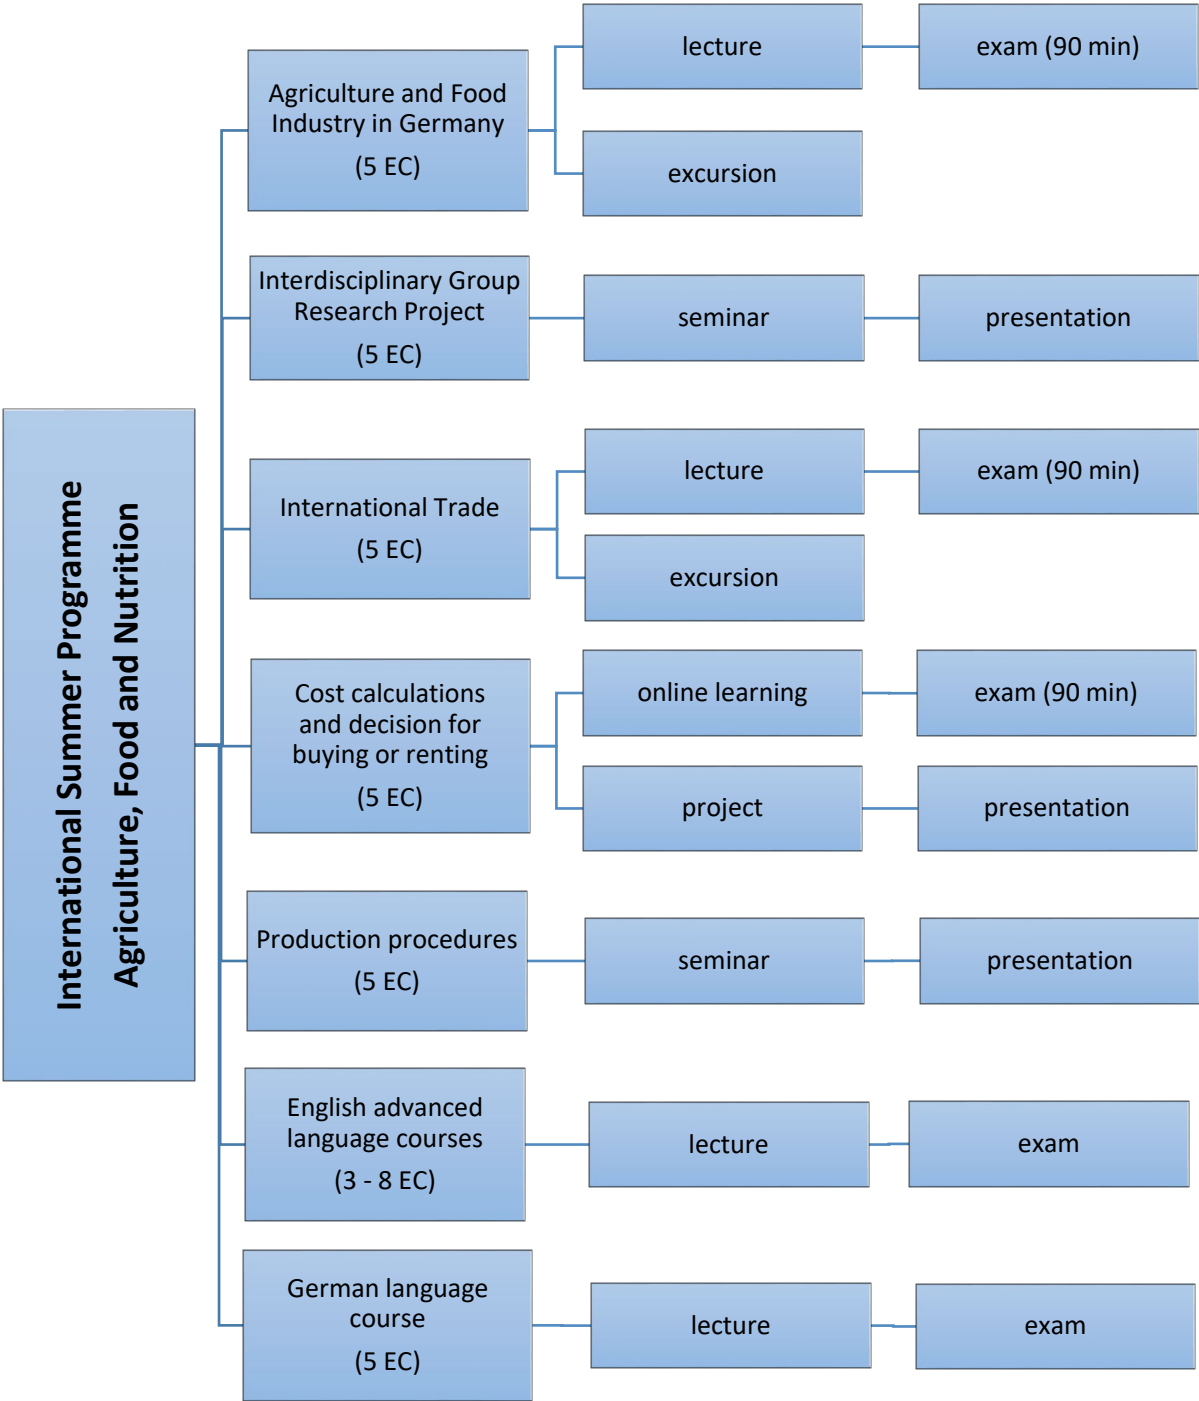 International Summer Programme
Agriculture, Food and Nutrition
Agriculture and Food
Industry in Germany
(5 EC)
lecture
exam (90 min)
excursion
Interdisciplinary Group
Research Project
(5 EC)
seminar
presentation
International Trade
(5 EC)
lecture
exam (90 min)
excursion
Cost calculations
and decision for
buying or renting
(5 EC)
online learning
exam (90 min)
project
presentation
Production procedures
(5 EC)
seminar
presentation
English advanced
language courses
(3 - 8 EC)
lecture
exam
German language
course
(5 EC)
lecture
exam